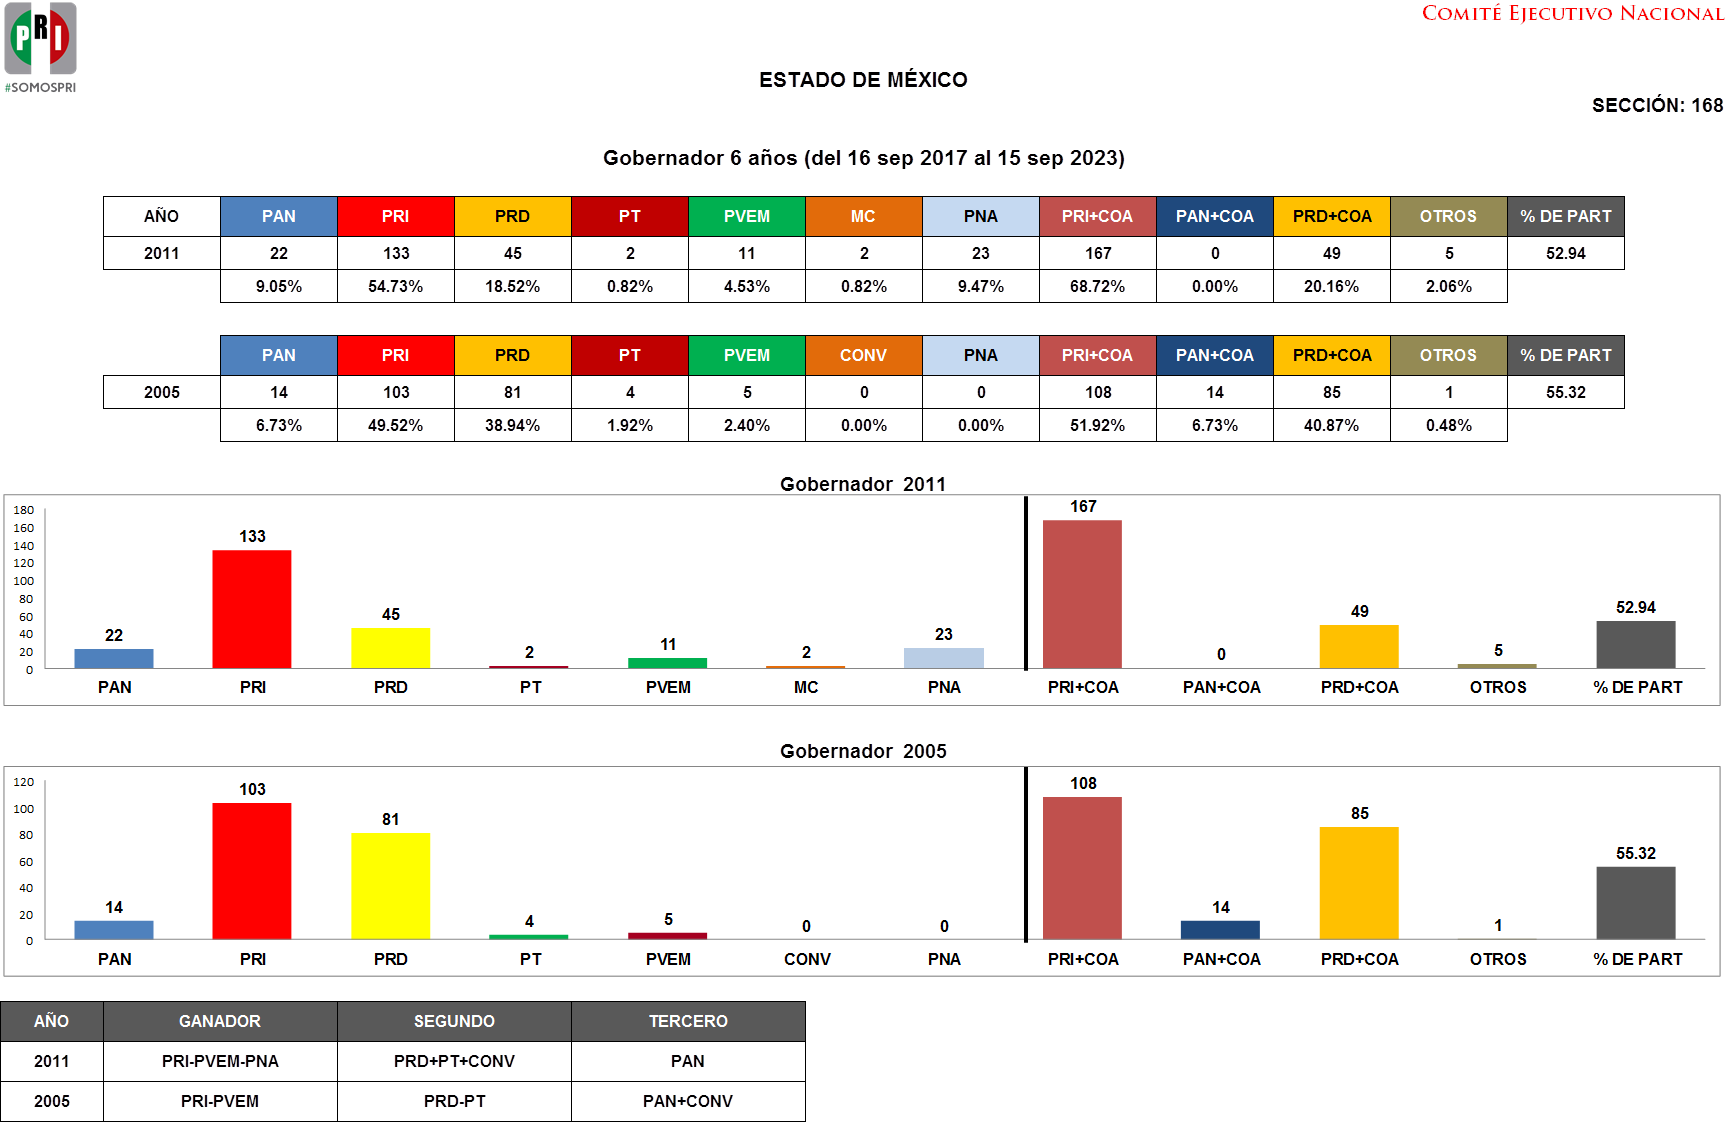 PRI
#SOMOSPRI
COMITÉ EJECUTIVO NACIONAL
ESTADO DE MÉXICO
SECCIÓN: 168
Gobernador 6 años (del 16 sep 2017 al 15 sep 2023)
AÑO PAN PRI PRD PT PVEM MC PNA PRI+COA PAN+COA PRD+COA OTROS % DE PART
2011 22 133 45 2 11 2 23 167 0 49 5 52.94
9.05% 54.73% 18.52% 0.82% 4.53% 0.82% 9.47% 68.72% 0.00% 20.16% 2.06%
PAN PRI PRD PT PVEM CONV PNA PRI+COA PAN+COA PRD+COA OTROS % DE PART
2005 14 103 81 4 5 0 0 108 14 85 1 55.32
6.73% 49.52% 38.94% 1.92% 2.40% 0.00% 0.00% 51.92% 6.73% 40.87% 0.48%
Gobernador 2011
180
160
140
120
100
80
60
40
20
0
22 133 45 2 11 2 23 167 0 49 5 52.94
PAN PRI PRD PT PVEM MC PNA PRI+COA PAN+COA PRD+COA OTROS % DE PART
Gobernador 2005
120
100
80
60
40
20
0
14 103 81 4 5 0 0 108 14 85 1 55.32
PAN PRI PRD PT PVEM CONV PNA PRI+COA PAN+COA PRD+COA OTROS % DE PART
AÑO GANADOR SEGUNDO TERCERO
2011 PRI-PVEM-PNA PRD+PT+CONV PAN
2005 PRI-PVEM PRD-PT PAN+CONV